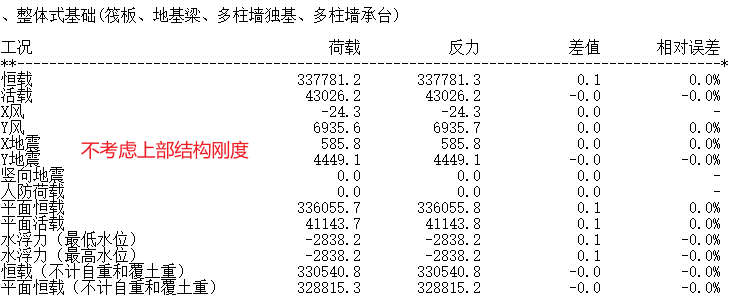 、整体式基础(筏板、地基梁、多柱墙独基、多柱墙承台)
工况 荷载 反力 差值 相对误差
**---------------------------------------------------------------------------------------*
恒载 337781.2 337781.3 0.1 0.0%
活载 43026.2 43026.2 -0.0 -0.0%
X风 -24.3 -24.3 0.0 -
Y风 6935.6 6935.7 0.0 0.0%
X地震 585.8 585.8 0.0 0.0%
不考虑上部结构刚度
Y地震 4449.1 4449.1 -0.0 -0.0%
竖向地震 0.0 0.0 0.0 -
人防荷载 0.0 0.0 0.0 -
平面恒载 336055.7 336055.8 0.1 0.0%
平面活载 41143.7 41143.8 0.1 0.0%
水浮力（最低水位） -2838.2 -2838.2 0.1 -0.0%
水浮力（最高水位） -2838.2 -2838.2 0.1 -0.0%
恒载（不计自重和覆土重） 330540.8 330540.8 -0.0 -0.0%
平面恒载（不计自重和覆土重） 328815.3 328815.2 -0.0 -0.0%